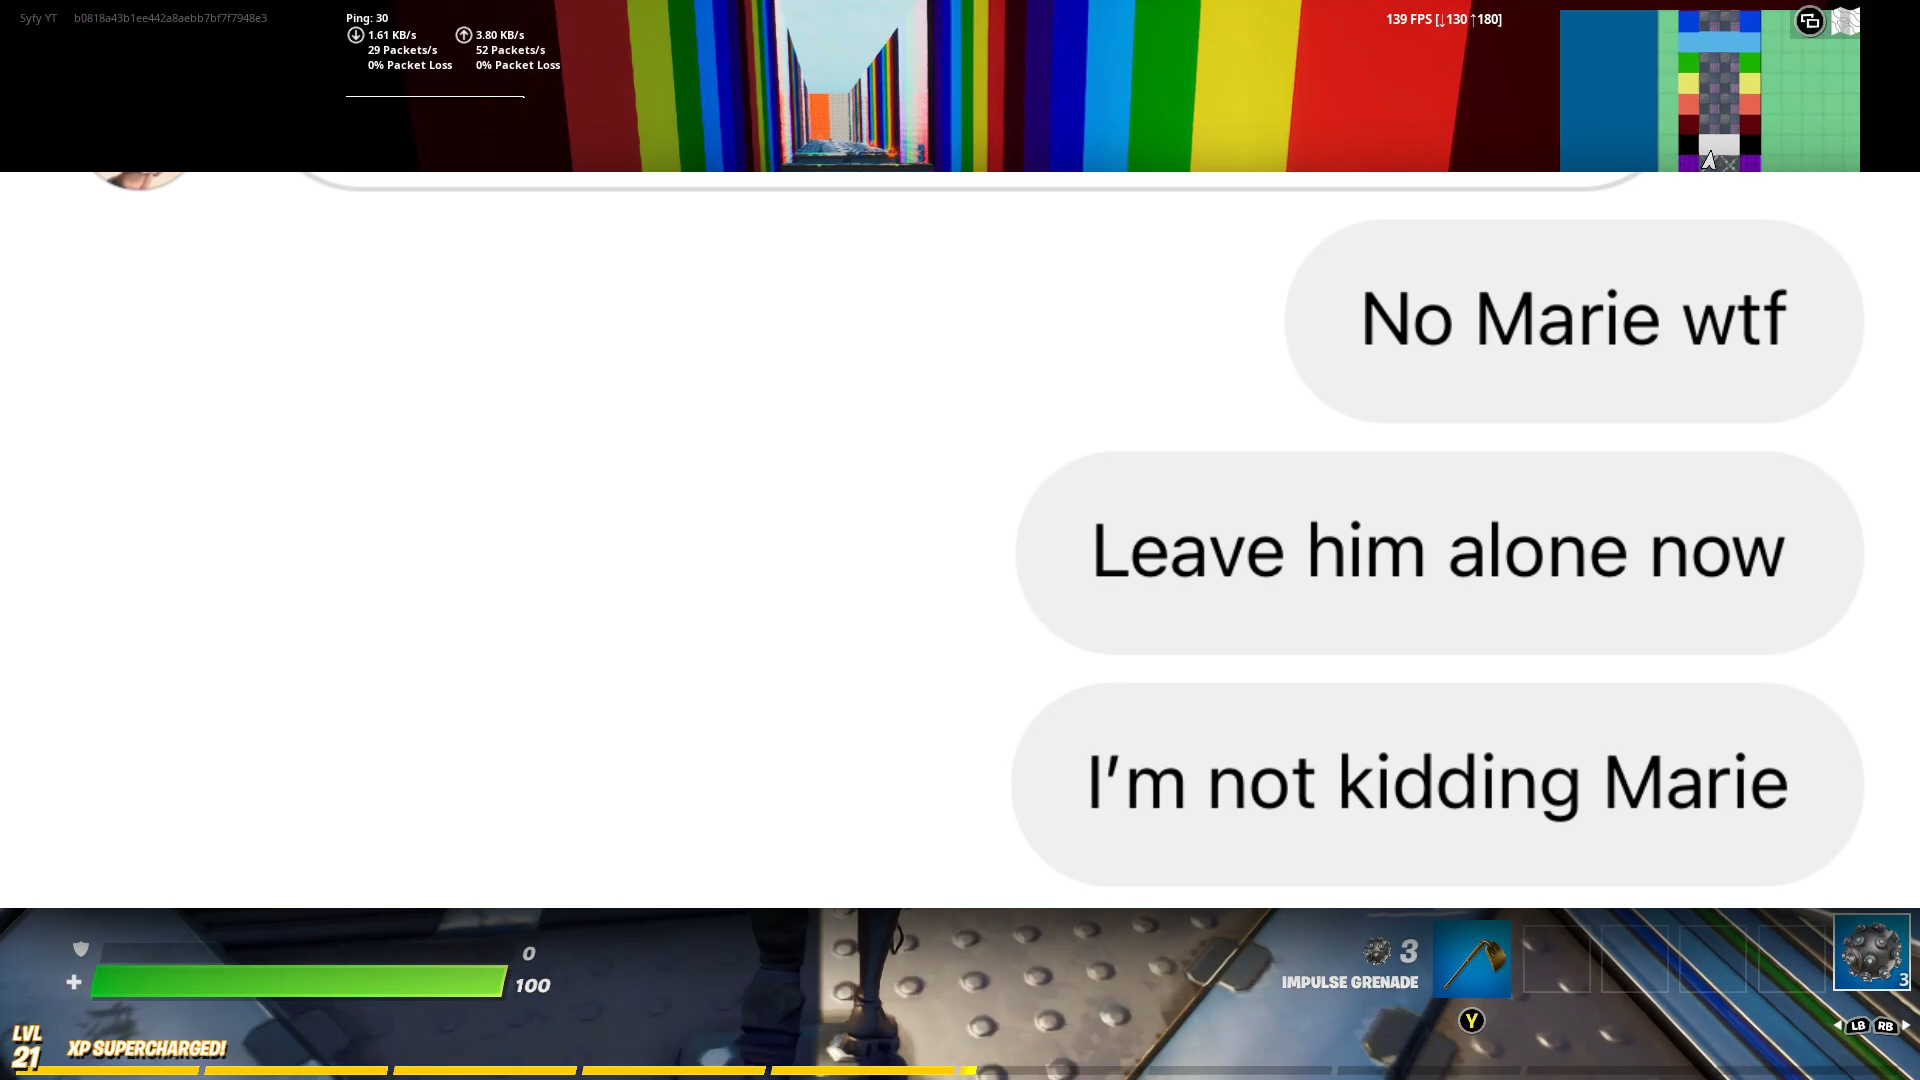 Syfy YT b0818a43b1ee442a8aebb7bf7f7948e3
Ping: 30
1.61 KB/s 3.80 KB/s
29 Packets/s 52 Packets/s
0% Packet Loss 0% Packet Loss
139 FPS [↓130 ↑180]
No Marie wtf
Leave him alone now
I'm not kidding Marie
0
100
3
IMPULSE GRENADE
Y
3
LB RB
LVL
21
XP SUPERCHARGED!